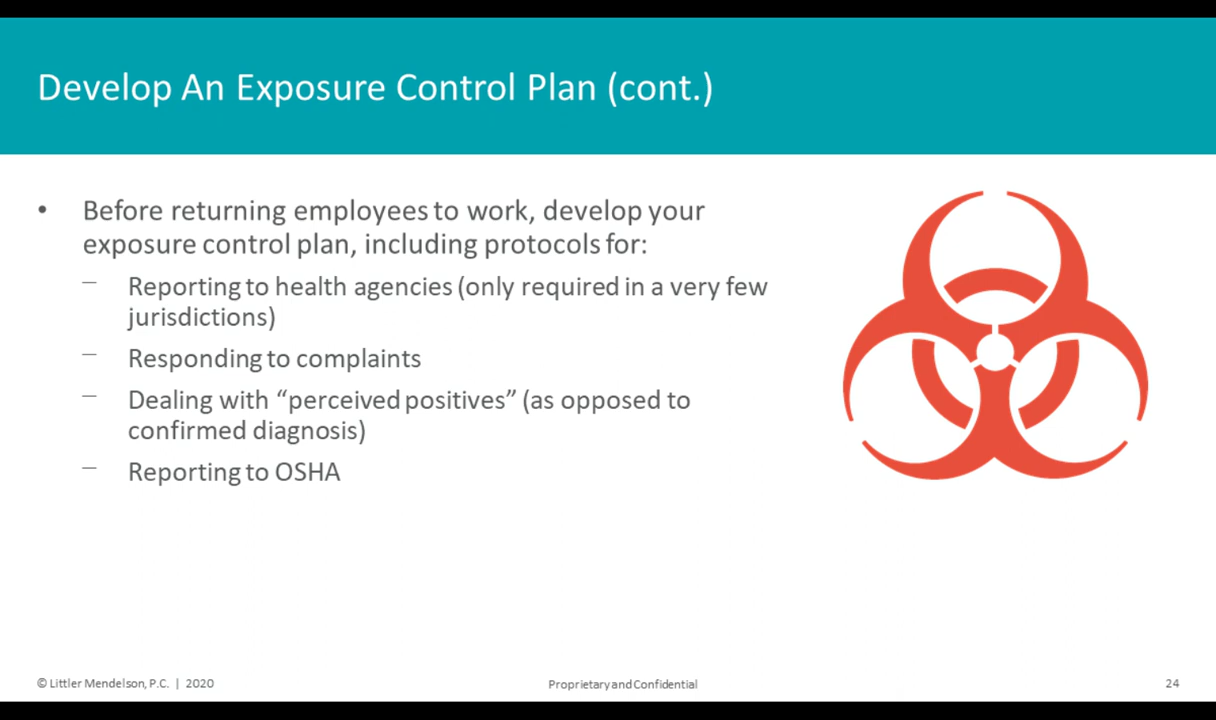 Develop An Exposure Control Plan (cont.)
• Before returning employees to work, develop your
exposure control plan, including protocols for:
– Reporting to health agencies (only required in a very few
jurisdictions)
– Responding to complaints
– Dealing with “perceived positives” (as opposed to
confirmed diagnosis)
– Reporting to OSHA
© Littler Mendelson, P.C. | 2020
Proprietary and Confidential
24